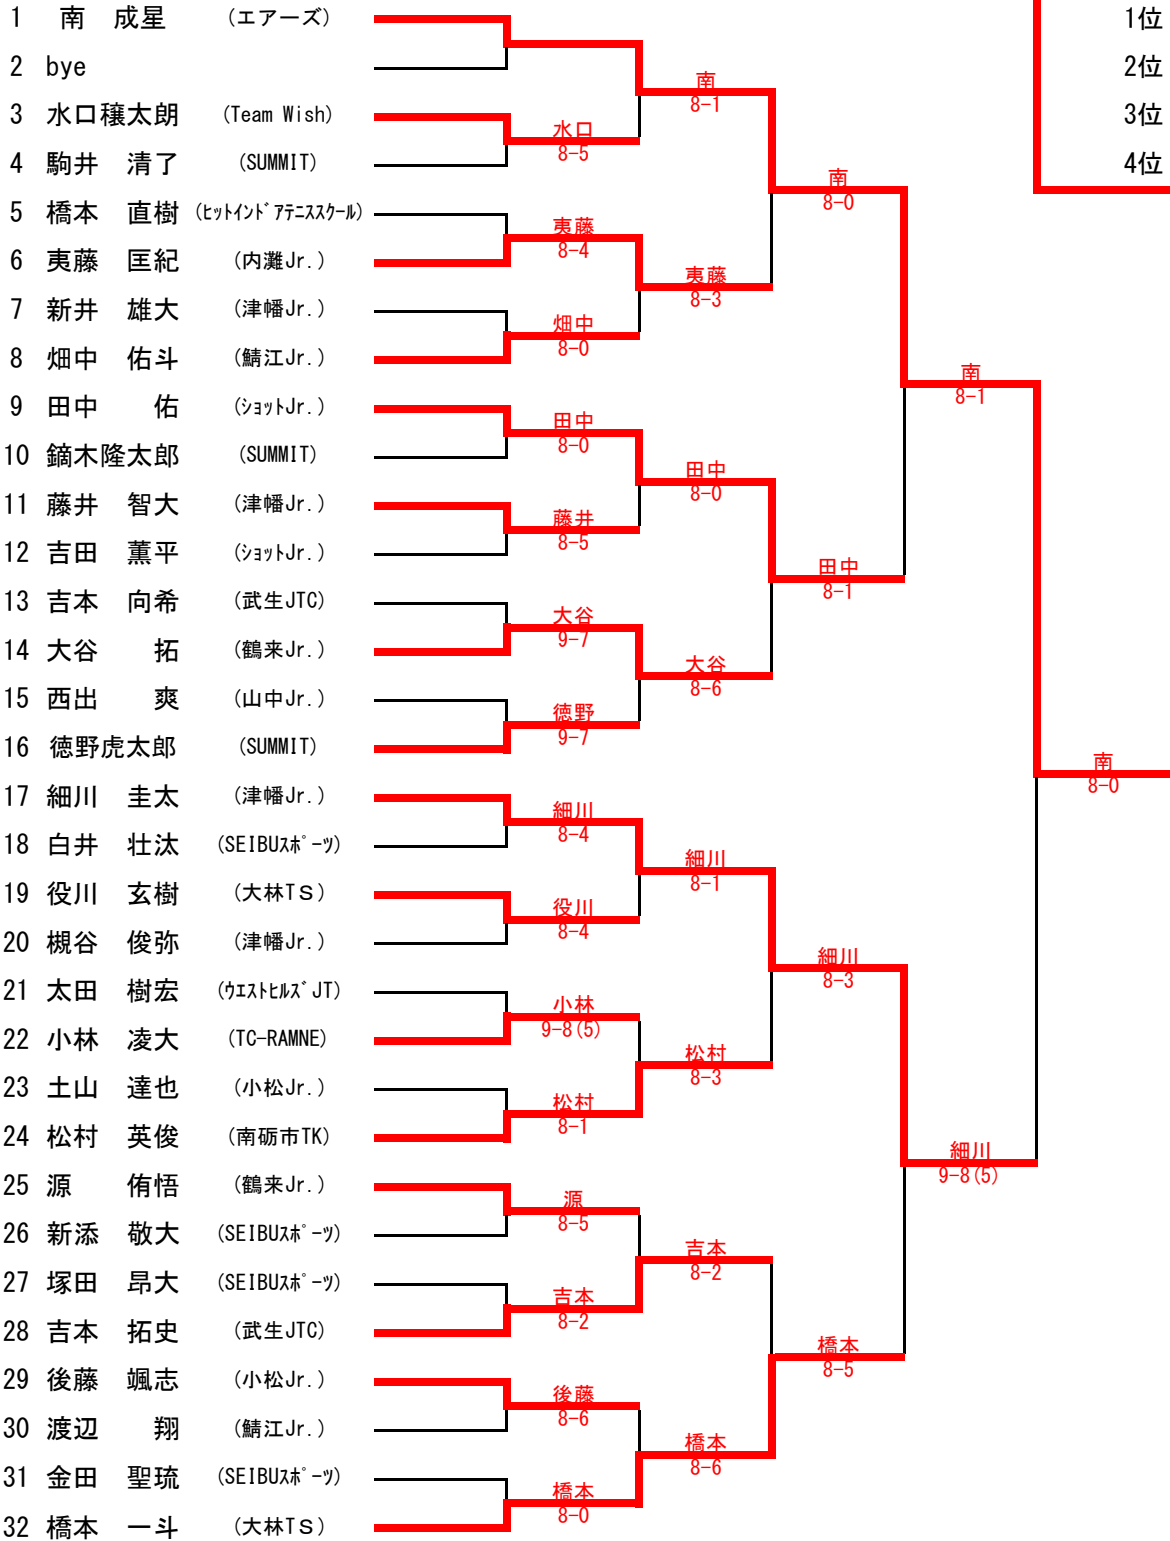 1 南 成星 (エアーズ)
2 bye
3 水口穣太朗 (Team Wish)
4 駒井 清了 (SUMMIT)
5 橋本 直樹 (ヒットインドアテニススクール)
6 夷藤 匡紀 (内灘Jr.)
7 新井 雄大 (津幡Jr.)
8 畑中 佑斗 (鯖江Jr.)
9 田中 佑 (ショットJr.)
10 鏑木隆太郎 (SUMMIT)
11 藤井 智大 (津幡Jr.)
12 吉田 薫平 (ショットJr.)
13 吉本 向希 (武生JTC)
14 大谷 拓 (鶴来Jr.)
15 西出 爽 (山中Jr.)
16 徳野虎太郎 (SUMMIT)
17 細川 圭太 (津幡Jr.)
18 白井 壮汰 (SEIBUスポーツ)
19 役川 玄樹 (大林TS)
20 槻谷 俊弥 (津幡Jr.)
21 太田 樹宏 (ウエストヒルズJT)
22 小林 凌大 (TC-RAMNE)
23 土山 達也 (小松Jr.)
24 松村 英俊 (南砺市TK)
25 源 侑悟 (鶴来Jr.)
26 新添 敬大 (SEIBUスポーツ)
27 塚田 昂大 (SEIBUスポーツ)
28 吉本 拓史 (武生JTC)
29 後藤 颯志 (小松Jr.)
30 渡辺 翔 (鯖江Jr.)
31 金田 聖琉 (SEIBUスポーツ)
32 橋本 一斗 (大林TS)
水口
8-5
夷藤
8-4
畑中
8-0
田中
8-0
藤井
8-5
大谷
9-7
徳野
9-7
細川
8-4
役川
8-4
小林
9-8(5)
松村
8-1
源
8-5
吉本
8-2
後藤
8-6
橋本
8-0
南
8-1
夷藤
8-3
田中
8-0
大谷
8-6
細川
8-1
松村
8-3
吉本
8-2
橋本
8-6
南
8-0
田中
8-1
細川
8-3
橋本
8-5
南
8-1
細川
9-8(5)
南
8-0
1位
2位
3位
4位